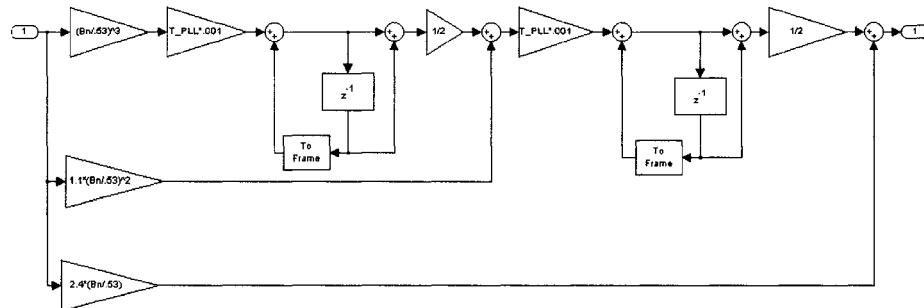 1
(Bn/.53)^3
T_PLL*.001
+
+
+
+
1/2
+
+
T_PLL*.001
+
+
+
+
1/2
+
+
1
z^-1
z^-1
To
Frame
To
Frame
1.1*(Bn/.53)^2
2.4*(Bn/.53)